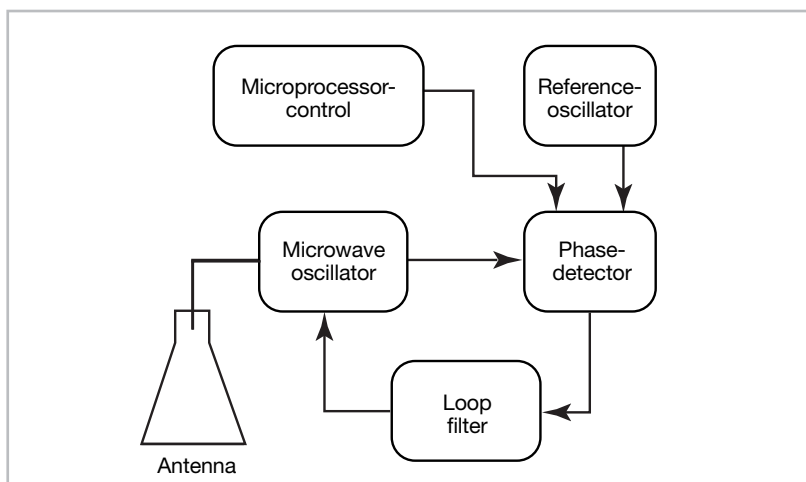 Microprocessor-
control
Reference-
oscillator
Microwave
oscillator
Phase-
detector
Loop
filter
Antenna